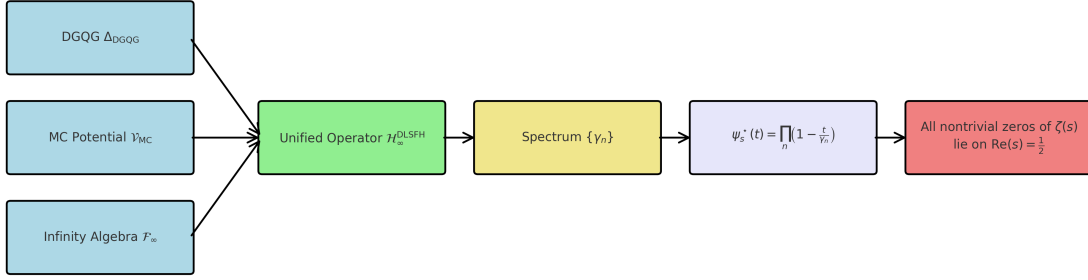 DGQG Δ_DGQG
MC Potential 𝒱_MC
Infinity Algebra ℱ_∞
Unified Operator ℋ_∞^DLSFH
Spectrum {γ_n}
ψ_s^⋆(t) = ∏_n (1 − t/γ_n)
All nontrivial zeros of ζ(s)
lie on Re(s) = 1/2